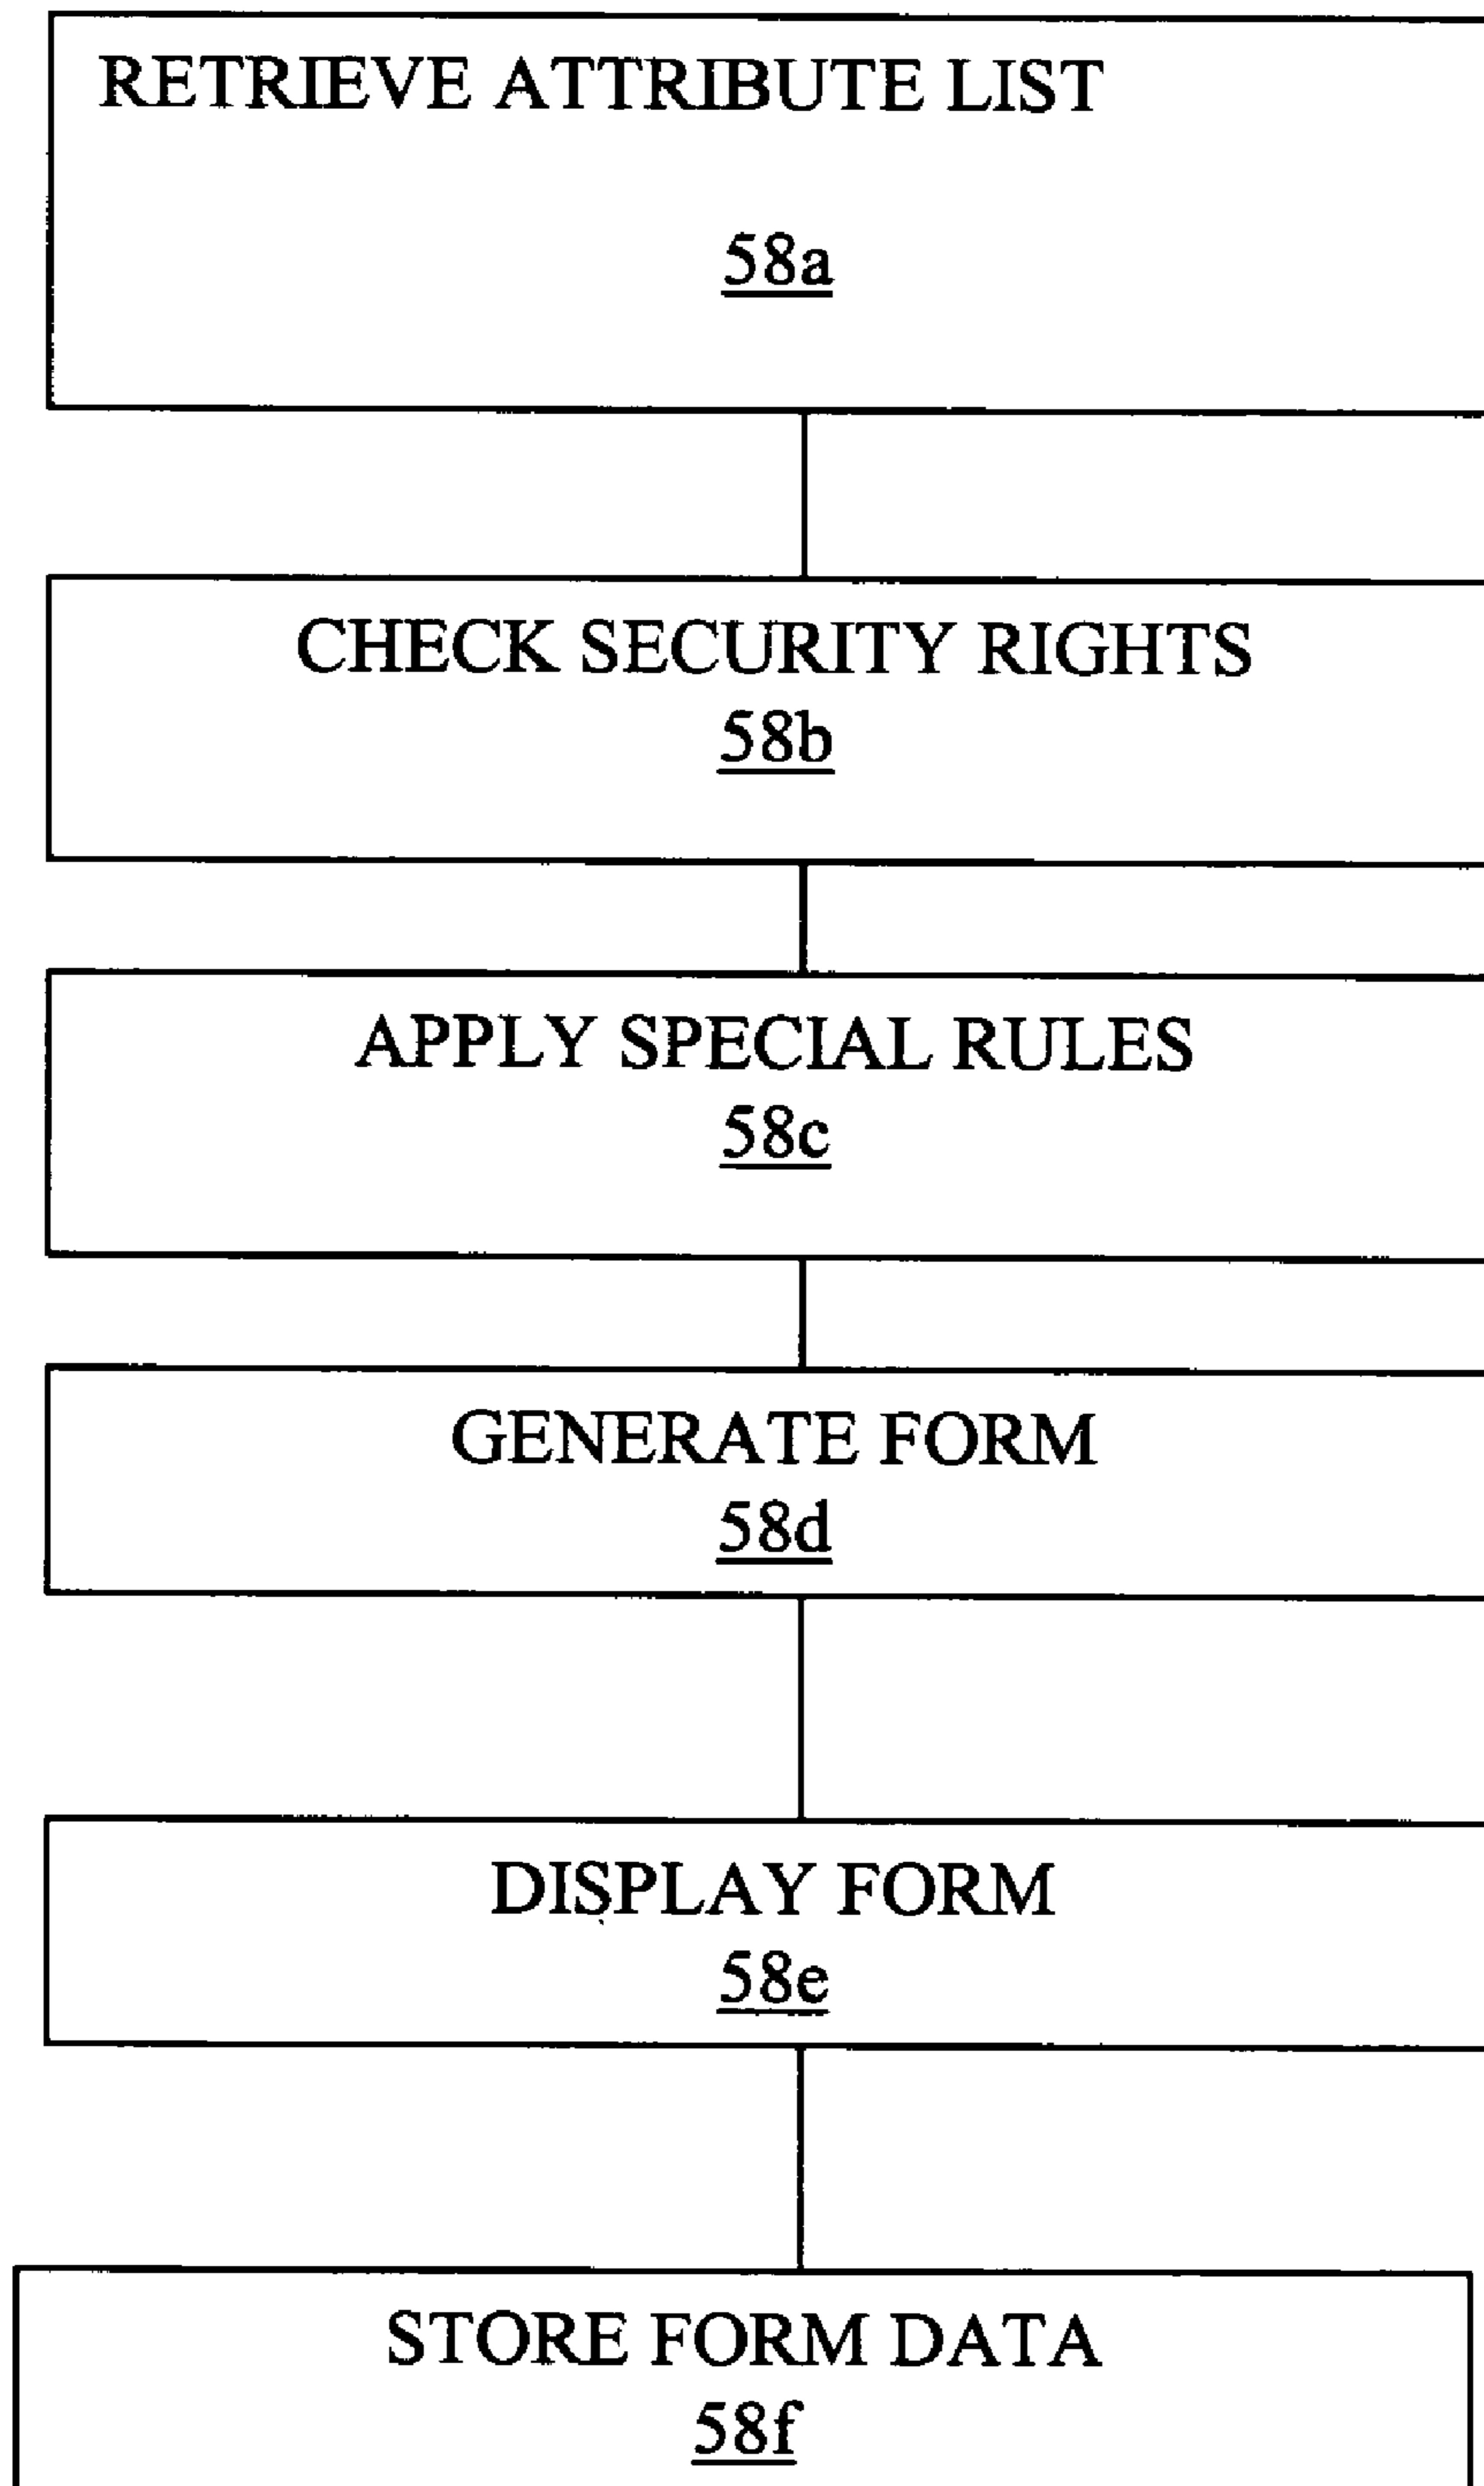 RETRIEVE ATTRIBUTE LIST
58a
CHECK SECURITY RIGHTS
58b
APPLY SPECIAL RULES
58c
GENERATE FORM
58d
DISPLAY FORM
58e
STORE FORM DATA
58f